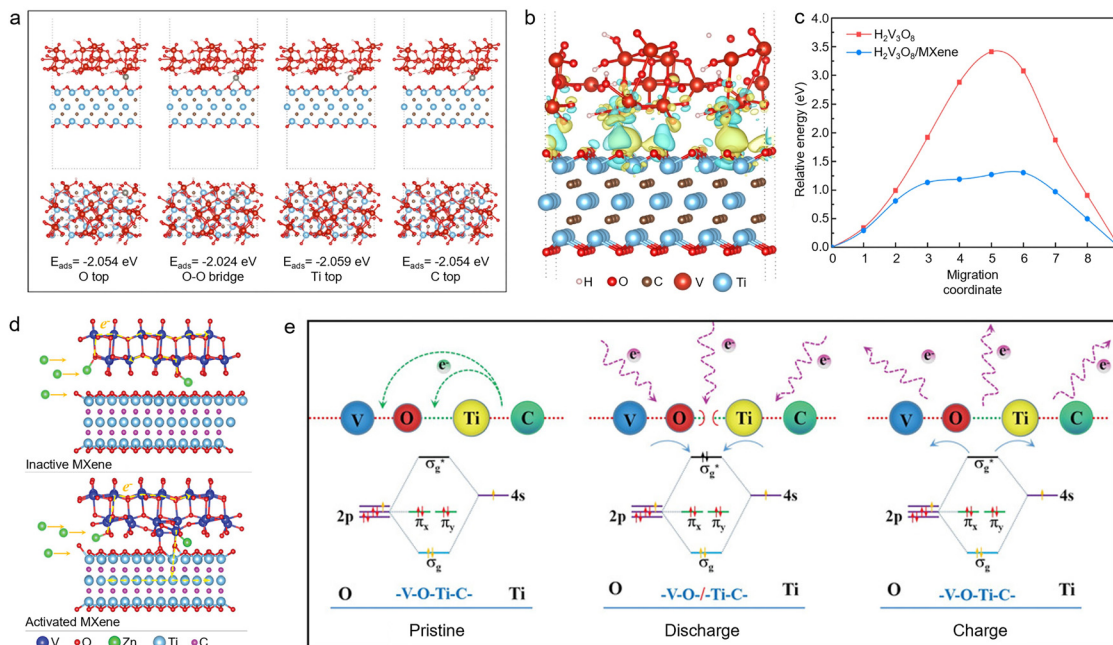 a
E_ads= -2.054 eV
O top
E_ads= -2.024 eV
O-O bridge
E_ads= -2.059 eV
Ti top
E_ads= -2.054 eV
C top
b
H O C V Ti
c
H₂V₃O₈
H₂V₃O₈/MXene
Relative energy (eV)
4.0
3.5
3.0
2.5
2.0
1.5
1.0
0.5
0.0
0 1 2 3 4 5 6 7 8 9
Migration
coordinate
d
e⁻
Inactive MXene
e⁻
Activated MXene
V O Zn Ti C
e
e⁻
V O Ti C
σg*
4s
2p
πx πy
σg
O -V-O-Ti-C- Ti
Pristine
e⁻ e⁻ e⁻
V O Ti C
σg*
4s
2p
πx πy
σg
O -V-O-/-Ti-C- Ti
Discharge
e⁻ e⁻ e⁻
V O Ti C
σg*
4s
2p
πx πy
σg
O -V-O-Ti-C- Ti
Charge